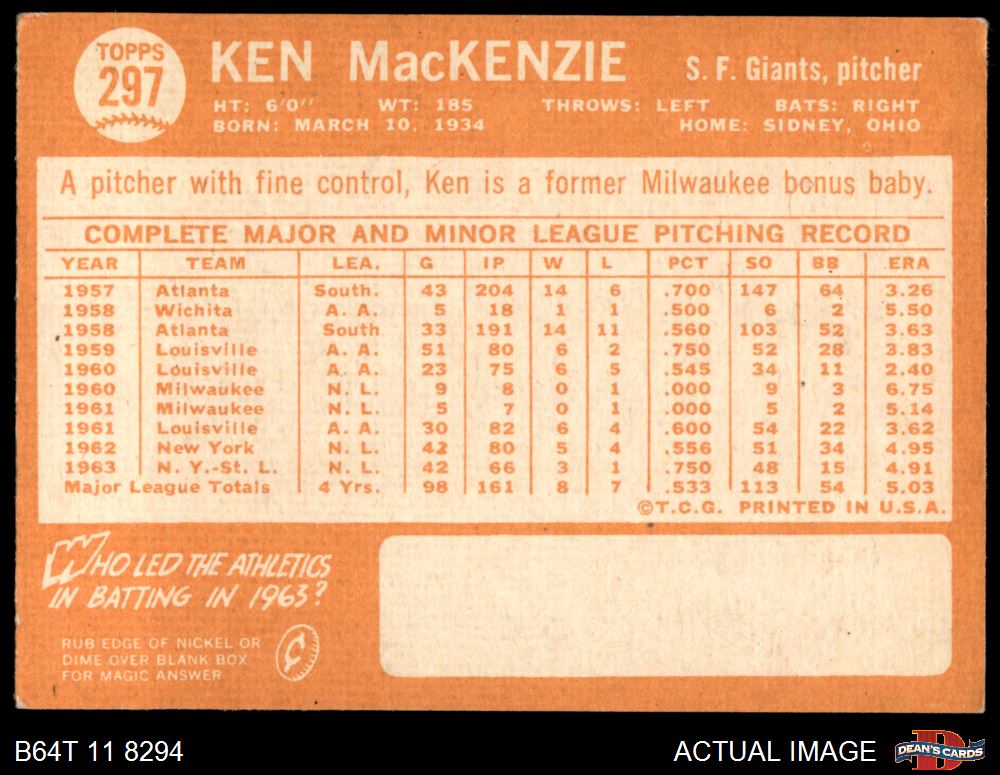 TOPPS
297
KEN MacKENZIE
S. F. Giants, pitcher
HT: 6'0" WT: 185 THROWS: LEFT BATS: RIGHT
BORN: MARCH 10, 1934 HOME: SIDNEY, OHIO
A pitcher with fine control, Ken is a former Milwaukee bonus baby.
COMPLETE MAJOR AND MINOR LEAGUE PITCHING RECORD
YEAR TEAM LEA. G IP W L PCT SO BB ERA
1957 Atlanta South. 43 204 14 6 .700 147 64 3.26
1958 Wichita A. A. 5 18 1 1 .500 6 2 5.50
1958 Atlanta South 33 191 14 11 .560 103 52 3.63
1959 Louisville A. A. 51 80 6 2 .750 52 28 3.83
1960 Louisville A. A. 23 75 6 5 .545 34 11 2.40
1960 Milwaukee N. L. 9 8 0 1 .000 9 3 6.75
1961 Milwaukee N. L. 5 7 0 1 .000 5 2 5.14
1961 Louisville A. A. 30 82 6 4 .600 54 22 3.62
1962 New York N. L. 42 80 5 4 .556 51 34 4.95
1963 N. Y.-St. L. N. L. 42 66 3 1 .750 48 15 4.91
Major League Totals 4 Yrs. 98 161 8 7 .533 113 54 5.03
©T.C.G. PRINTED IN U.S.A.
WHO LED THE ATHLETICS
IN BATTING IN 1963?
RUB EDGE OF NICKEL OR
DIME OVER BLANK BOX
FOR MAGIC ANSWER
¢
B64T 11 8294
ACTUAL IMAGE
D
DEAN'S CARDS